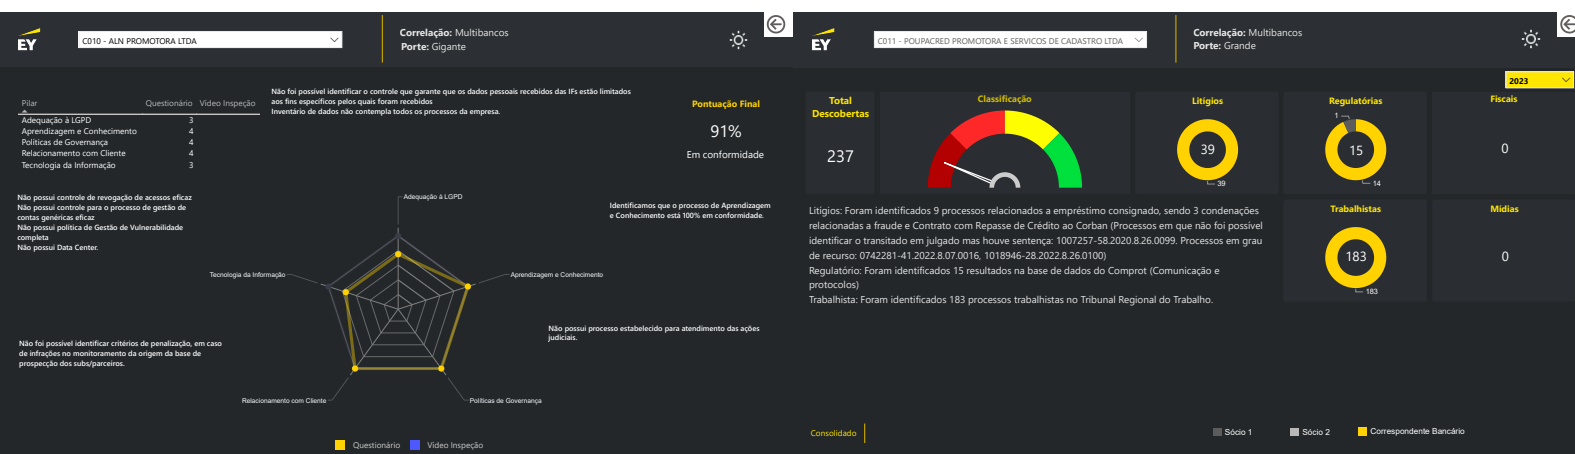 EY
C010 - ALN PROMOTORA LTDA
Correlação: Multibancos
Porte: Gigante
Pilar Questionário Vídeo Inspeção
Adequação à LGPD 3
Aprendizagem e Conhecimento 4
Políticas de Governança 4
Relacionamento com Cliente 4
Tecnologia da Informação 3
Não foi possível identificar o controle que garante que os dados pessoais recebidos das IFs estão limitados
aos fins específicos pelos quais foram recebidos
Inventário de dados não contempla todos os processos da empresa.
Pontuação Final
91%
Em conformidade
Não possui controle de revogação de acessos eficaz
Não possui controle para o processo de gestão de
contas genéricas eficaz
Não possui política de Gestão de Vulnerabilidade
completa
Não possui Data Center.
Adequação à LGPD
Identificamos que o processo de Aprendizagem
e Conhecimento está 100% em conformidade.
Tecnologia da Informação
Aprendizagem e Conhecimento
Não possui processo estabelecido para atendimento das ações
judiciais.
Não foi possível identificar critérios de penalização, em caso
de infrações no monitoramento da origem da base de
prospecção dos subs/parceiros.
Relacionamento com Cliente
Políticas de Governança
Questionário Vídeo Inspeção
EY
C011 - POUPACRED PROMOTORA E SERVICOS DE CADASTRO LTDA
Correlação: Multibancos
Porte: Grande
2023
Total
Descobertas
237
Classificação
Litígios
39
39
Regulatórias
1
15
14
Fiscais
0
Litígios: Foram identificados 9 processos relacionados a empréstimo consignado, sendo 3 condenações
relacionadas a fraude e Contrato com Repasse de Crédito ao Corban (Processos em que não foi possível
identificar o transitado em julgado mas houve sentença: 1007257-58.2020.8.26.0099. Processos em grau
de recurso: 0742281-41.2022.8.07.0016, 1018946-28.2022.8.26.0100)
Regulatório: Foram identificados 15 resultados na base de dados do Comprot (Comunicação e
protocolos)
Trabalhista: Foram identificados 183 processos trabalhistas no Tribunal Regional do Trabalho.
Trabalhistas
183
183
Mídias
0
Consolidado
Sócio 1 Sócio 2 Correspondente Bancário